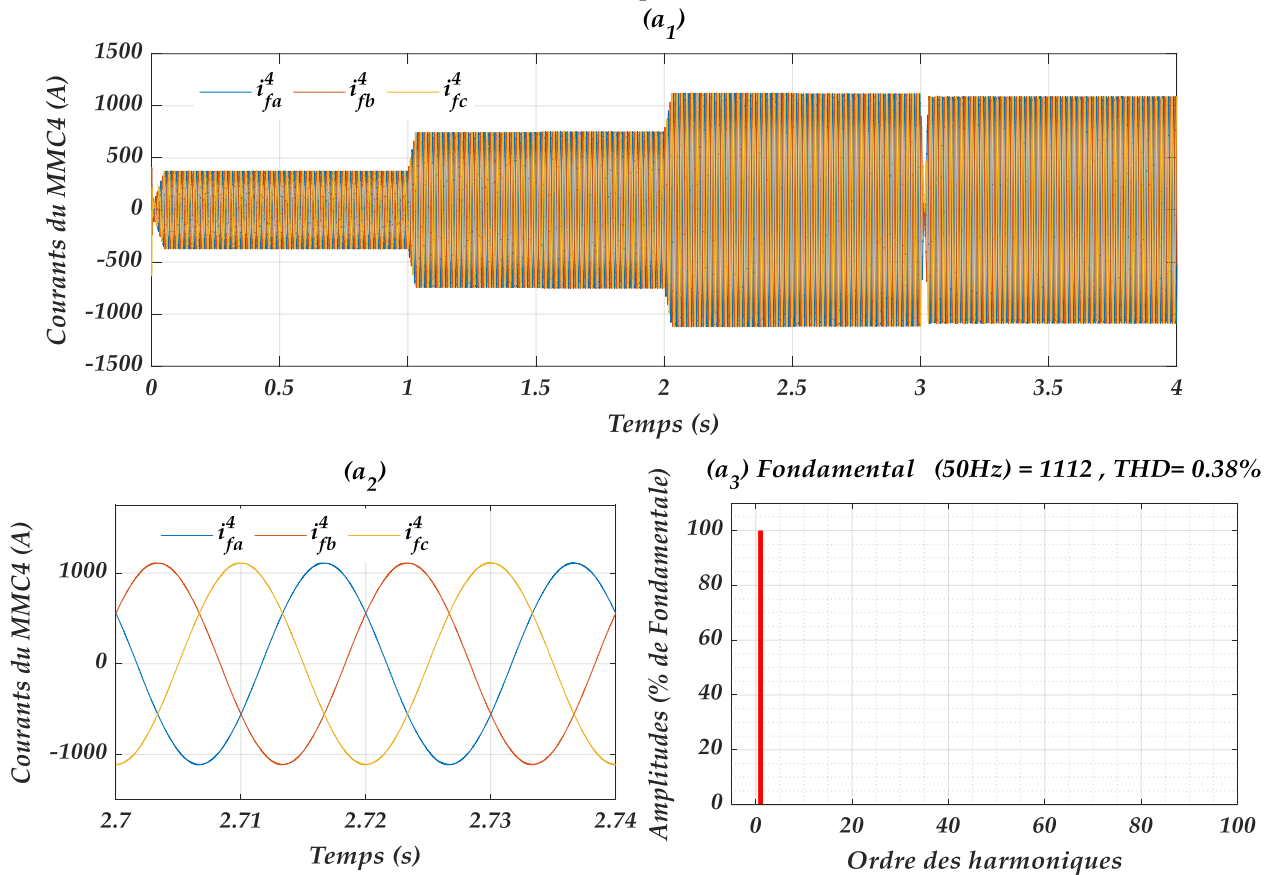 (a1)
1500
1000
500
0
-500
-1000
-1500
Courants du MMC4 (A)
i4fa i4fb i4fc
0 0.5 1 1.5 2 2.5 3 3.5 4
Temps (s)
(a2)
1000
0
-1000
Courants du MMC4 (A)
i4fa i4fb i4fc
2.7 2.71 2.72 2.73 2.74
Temps (s)
(a3) Fondamental (50Hz) = 1112 , THD= 0.38%
100
80
60
40
20
0
Amplitudes (% de Fondamentale)
0 20 40 60 80 100
Ordre des harmoniques